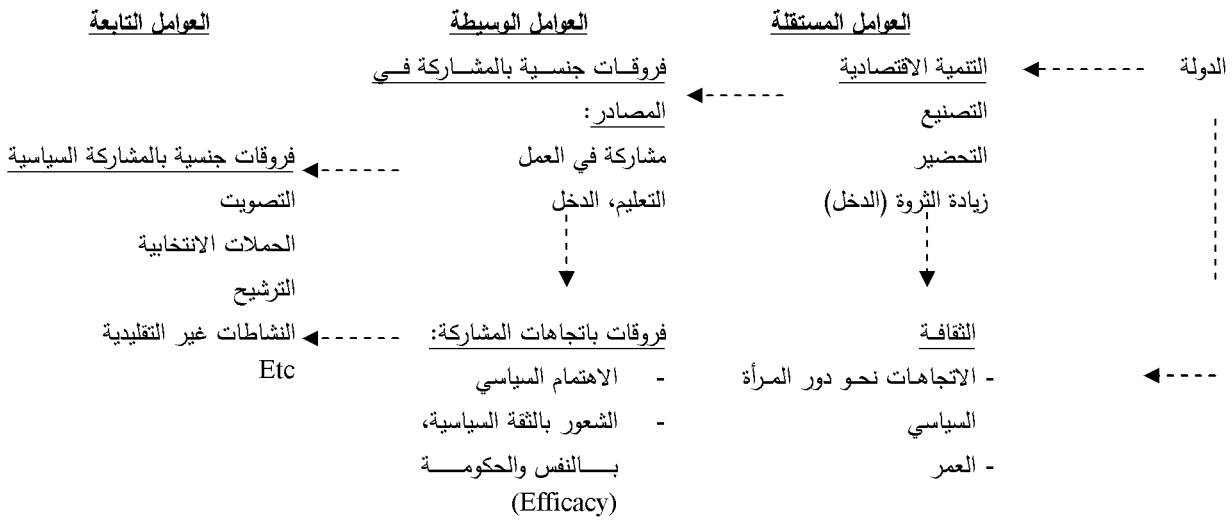 العوامل المستقلة
العوامل الوسيطة
العوامل التابعة
الدولة
التنمية الاقتصادية
التصنيع
التحضير
زيادة الثروة (الدخل)
الثقافة
- الاتجاهات نحو دور المرأة
السياسي
- العمر
فروقات جنسية بالمشاركة في
المصادر:
مشاركة في العمل
التعليم، الدخل
فروقات باتجاهات المشاركة:
- الاهتمام السياسي
- الشعور بالثقة السياسية،
بالنفس والحكومة
(Efficacy)
فروقات جنسية بالمشاركة السياسية
التصويت
الحملات الانتخابية
الترشيح
النشاطات غير التقليدية
Etc